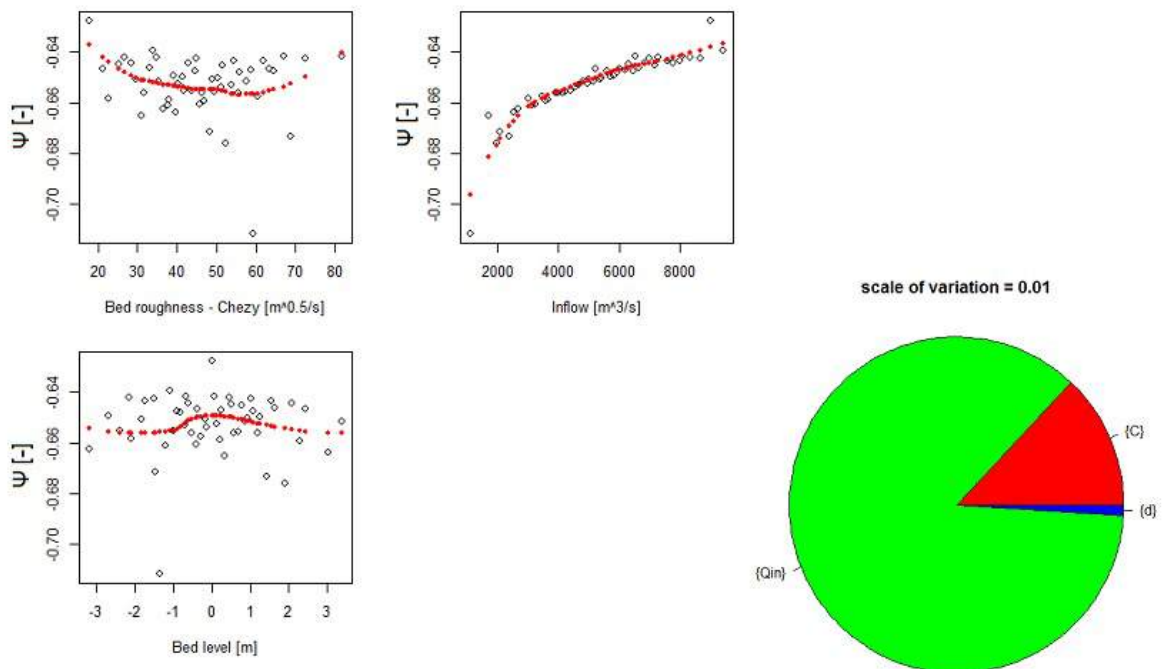 Ψ [-]
-0.64
-0.66
-0.68
-0.70
20 30 40 50 60 70 80
Bed roughness - Chezy [m^0.5/s]
Ψ [-]
-0.64
-0.66
-0.68
-0.70
2000 4000 6000 8000
Inflow [m^3/s]
Ψ [-]
-0.64
-0.66
-0.68
-0.70
-3 -2 -1 0 1 2 3
Bed level [m]
scale of variation = 0.01
{C}
{d}
{Qin}